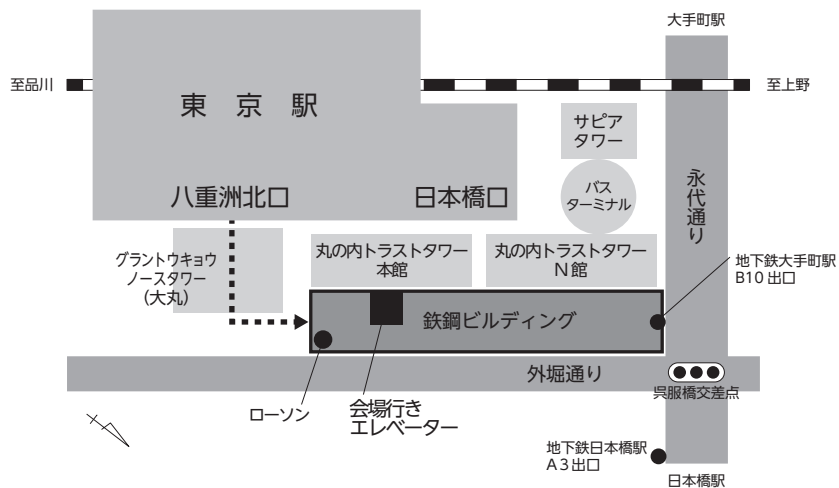 大手町駅
至品川
至上野
東京駅
サピア
タワー
八重洲北口
日本橋口
バス
ターミナル
永代通り
グラントウキョウ
ノースタワー
(大丸)
丸の内トラストタワー
本館
丸の内トラストタワー
N館
地下鉄大手町駅
B10 出口
鉄鋼ビルディング
外堀通り
呉服橋交差点
ローソン
会場行き
エレベーター
地下鉄日本橋駅
A3出口
日本橋駅